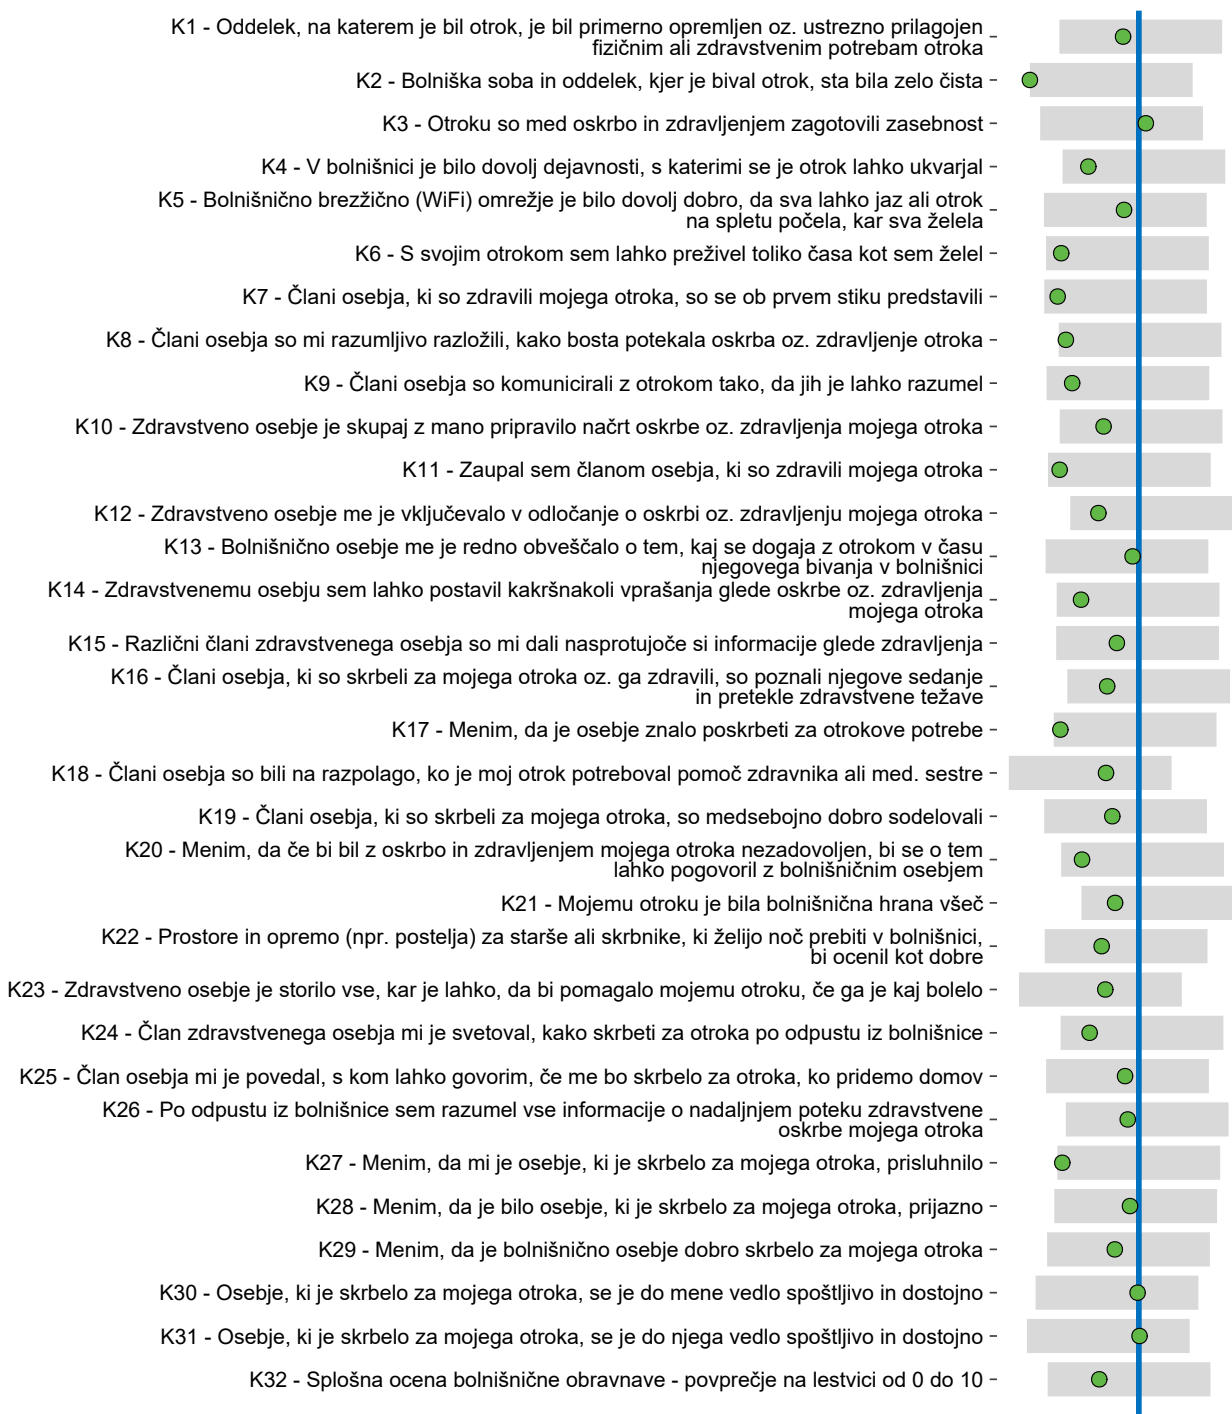 K1 - Oddelek, na katerem je bil otrok, je bil primerno opremljen oz. ustrezno prilagojen
fizičnim ali zdravstvenim potrebam otroka
K2 - Bolniška soba in oddelek, kjer je bival otrok, sta bila zelo čista
K3 - Otroku so med oskrbo in zdravljenjem zagotovili zasebnost
K4 - V bolnišnici je bilo dovolj dejavnosti, s katerimi se je otrok lahko ukvarjal
K5 - Bolnišnično brezžično (WiFi) omrežje je bilo dovolj dobro, da sva lahko jaz ali otrok
na spletu počela, kar sva želela
K6 - S svojim otrokom sem lahko preživel toliko časa kot sem želel
K7 - Člani osebja, ki so zdravili mojega otroka, so se ob prvem stiku predstavili
K8 - Člani osebja so mi razumljivo razložili, kako bosta potekala oskrba oz. zdravljenje otroka
K9 - Člani osebja so komunicirali z otrokom tako, da jih je lahko razumel
K10 - Zdravstveno osebje je skupaj z mano pripravilo načrt oskrbe oz. zdravljenja mojega otroka
K11 - Zaupal sem članom osebja, ki so zdravili mojega otroka
K12 - Zdravstveno osebje me je vključevalo v odločanje o oskrbi oz. zdravljenju mojega otroka
K13 - Bolnišnično osebje me je redno obveščalo o tem, kaj se dogaja z otrokom v času
njegovega bivanja v bolnišnici
K14 - Zdravstvenemu osebju sem lahko postavil kakršnakoli vprašanja glede oskrbe oz. zdravljenja
mojega otroka
K15 - Različni člani zdravstvenega osebja so mi dali nasprotujoče si informacije glede zdravljenja
K16 - Člani osebja, ki so skrbeli za mojega otroka oz. ga zdravili, so poznali njegove sedanje
in pretekle zdravstvene težave
K17 - Menim, da je osebje znalo poskrbeti za otrokove potrebe
K18 - Člani osebja so bili na razpolago, ko je moj otrok potreboval pomoč zdravnika ali med. sestre
K19 - Člani osebja, ki so skrbeli za mojega otroka, so medsebojno dobro sodelovali
K20 - Menim, da če bi bil z oskrbo in zdravljenjem mojega otroka nezadovoljen, bi se o tem
lahko pogovoril z bolnišničnim osebjem
K21 - Mojemu otroku je bila bolnišnična hrana všeč
K22 - Prostore in opremo (npr. postelja) za starše ali skrbnike, ki želijo noč prebiti v bolnišnici,
bi ocenil kot dobre
K23 - Zdravstveno osebje je storilo vse, kar je lahko, da bi pomagalo mojemu otroku, če ga je kaj bolelo
K24 - Član zdravstvenega osebja mi je svetoval, kako skrbeti za otroka po odpustu iz bolnišnice
K25 - Član osebja mi je povedal, s kom lahko govorim, če me bo skrbelo za otroka, ko pridemo domov
K26 - Po odpustu iz bolnišnice sem razumel vse informacije o nadaljnjem poteku zdravstvene
oskrbe mojega otroka
K27 - Menim, da mi je osebje, ki je skrbelo za mojega otroka, prisluhnilo
K28 - Menim, da je bilo osebje, ki je skrbelo za mojega otroka, prijazno
K29 - Menim, da je bolnišnično osebje dobro skrbelo za mojega otroka
K30 - Osebje, ki je skrbelo za mojega otroka, se je do mene vedlo spoštljivo in dostojno
K31 - Osebje, ki je skrbelo za mojega otroka, se je do njega vedlo spoštljivo in dostojno
K32 - Splošna ocena bolnišnične obravnave - povprečje na lestvici od 0 do 10